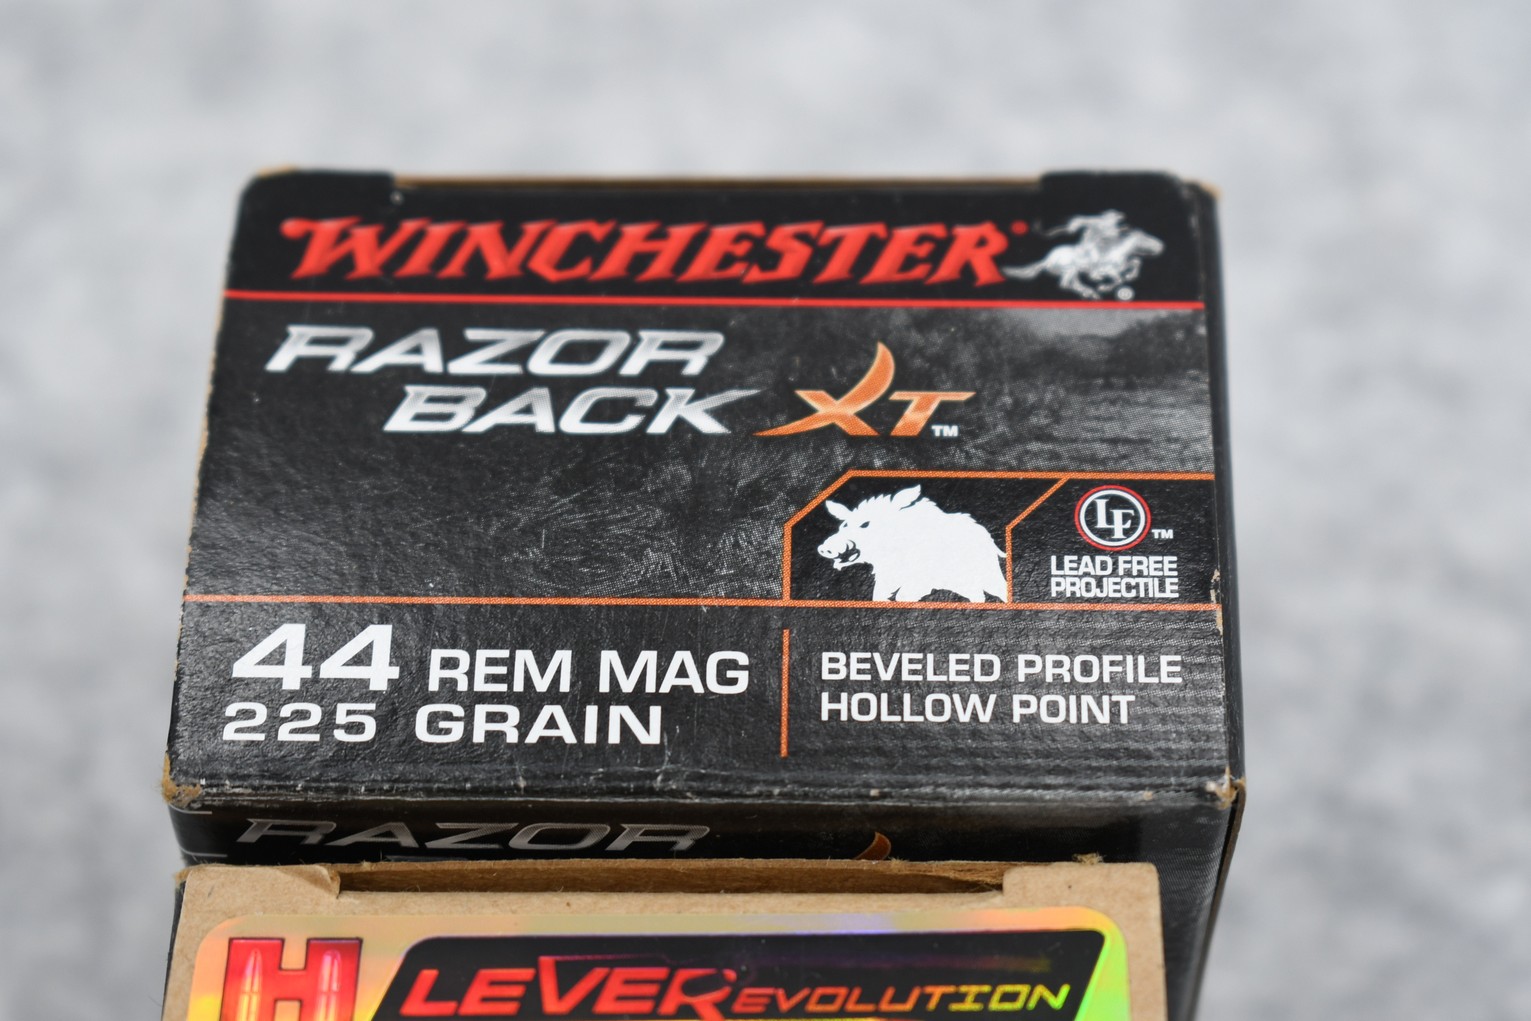 WINCHESTER
RAZOR
BACK XT™
LF™
LEAD FREE
PROJECTILE
44 REM MAG
225 GRAIN
BEVELED PROFILE
HOLLOW POINT
RAZOR
H
LEVEREVOLUTION